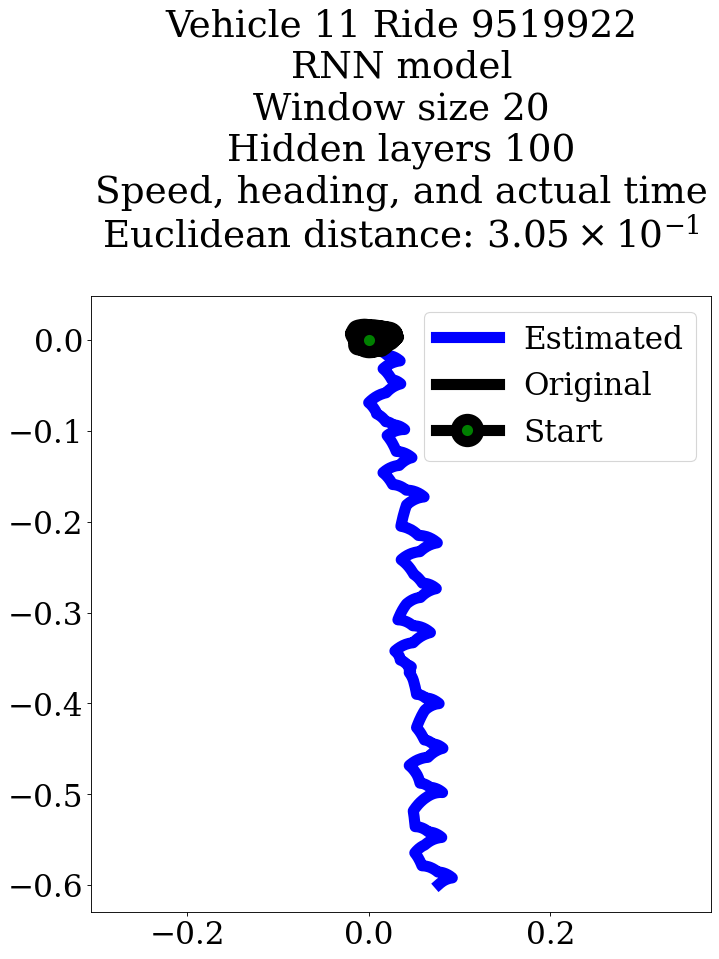 Vehicle 11 Ride 9519922
RNN model
Window size 20
Hidden layers 100
Speed, heading, and actual time
Euclidean distance: 3.05 × 10⁻¹
Estimated
Original
Start
0.0
−0.1
−0.2
−0.3
−0.4
−0.5
−0.6
−0.2 0.0 0.2